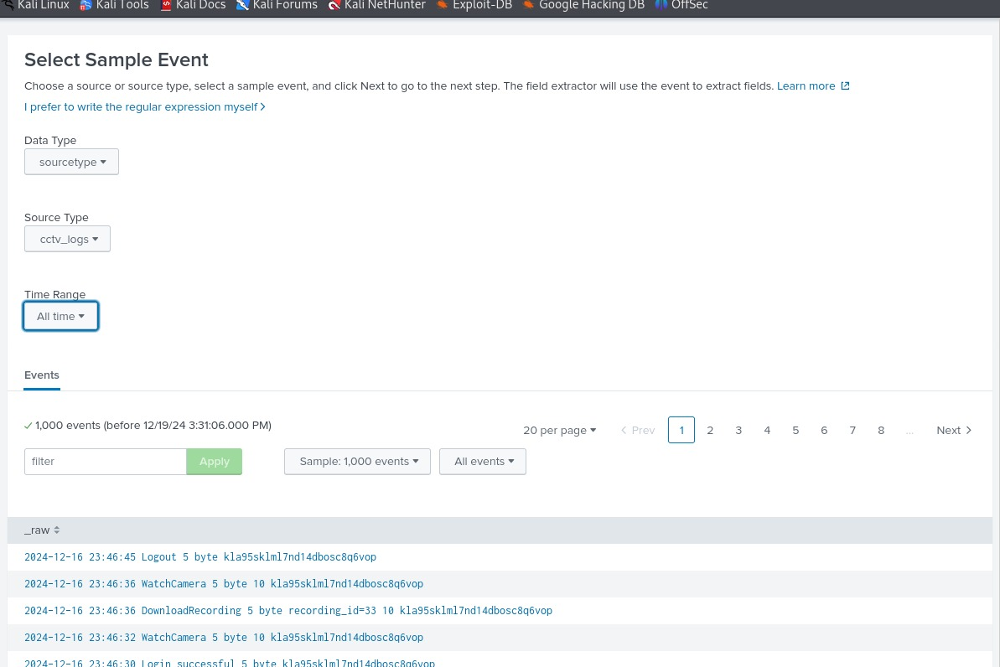 Kali Linux Kali Tools Kali Docs Kali Forums Kali NetHunter Exploit-DB Google Hacking DB OffSec
Select Sample Event
Choose a source or source type, select a sample event, and click Next to go to the next step. The field extractor will use the event to extract fields. Learn more
I prefer to write the regular expression myself
Data Type
sourcetype
Source Type
cctv_logs
Time Range
All time
Events
1,000 events (before 12/19/24 3:31:06.000 PM)
20 per page Prev 1 2 3 4 5 6 7 8 ... Next
filter Apply Sample: 1,000 events All events
_raw
2024-12-16 23:46:45 Logout 5 byte kla95sklml7nd14dbosc8q6vop
2024-12-16 23:46:36 WatchCamera 5 byte 10 kla95sklml7nd14dbosc8q6vop
2024-12-16 23:46:36 DownloadRecording 5 byte recording_id=33 10 kla95sklml7nd14dbosc8q6vop
2024-12-16 23:46:32 WatchCamera 5 byte 10 kla95sklml7nd14dbosc8q6vop
2024-12-16 23:46:30 Login successful 5 byte kla95sklml7nd14dbosc8q6vop